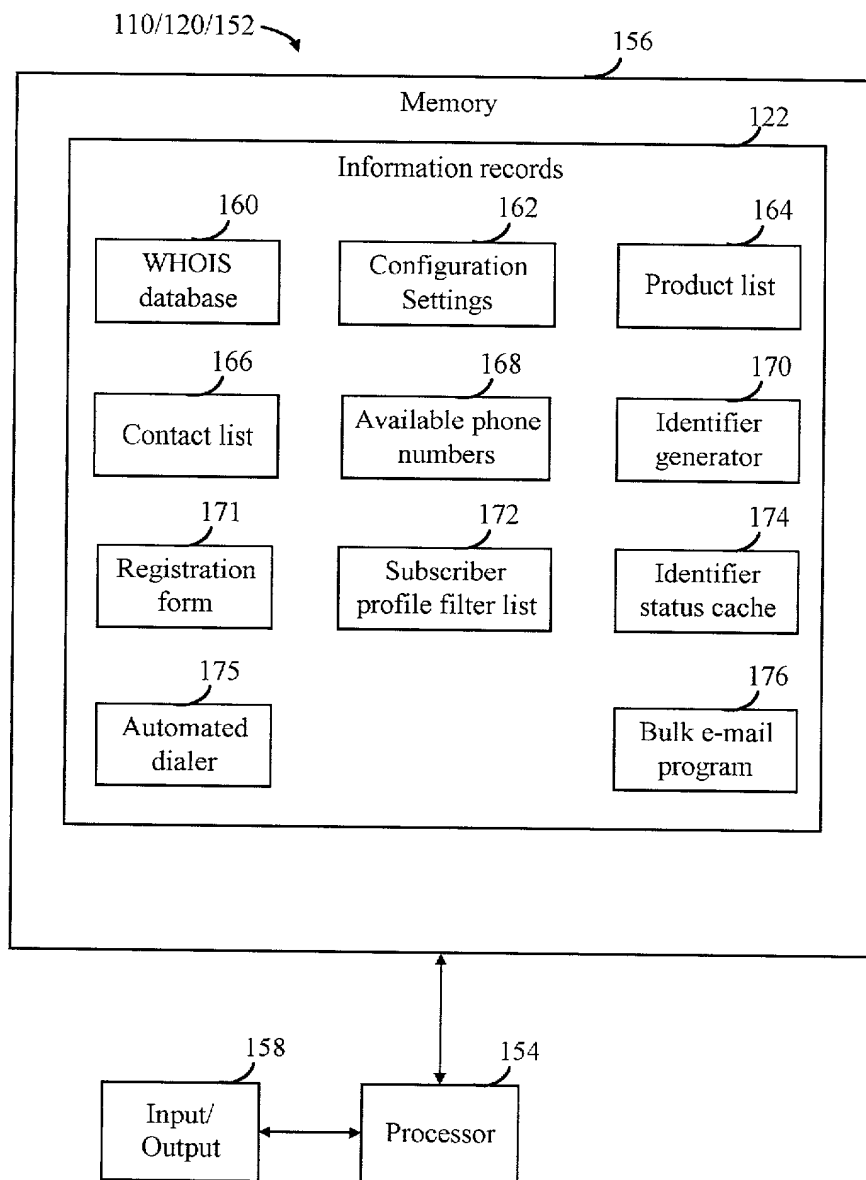 110/120/152
156
Memory
122
Information records
160
162
164
WHOIS
database
Configuration
Settings
Product list
166
168
170
Contact list
Available phone
numbers
Identifier
generator
171
172
174
Registration
form
Subscriber
profile filter list
Identifier
status cache
175
176
Automated
dialer
Bulk e-mail
program
158
154
Input/
Output
Processor